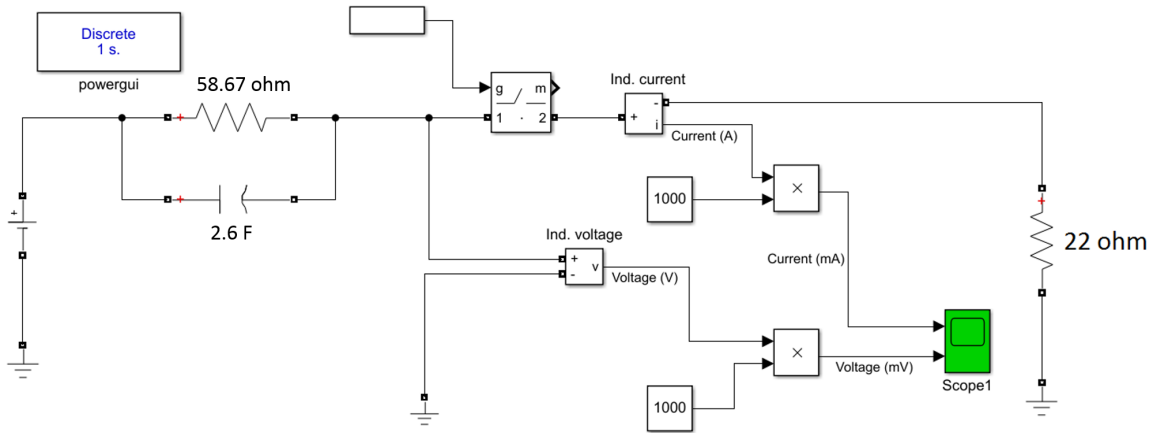 Discrete
1 s.
powergui
58.67 ohm
+
+
2.6 F
+
g m
1 2
Ind. current
+
-
i
Current (A)
1000
×
Current (mA)
Ind. voltage
+
-
v
Voltage (V)
1000
×
Voltage (mV)
Scope1
+
22 ohm